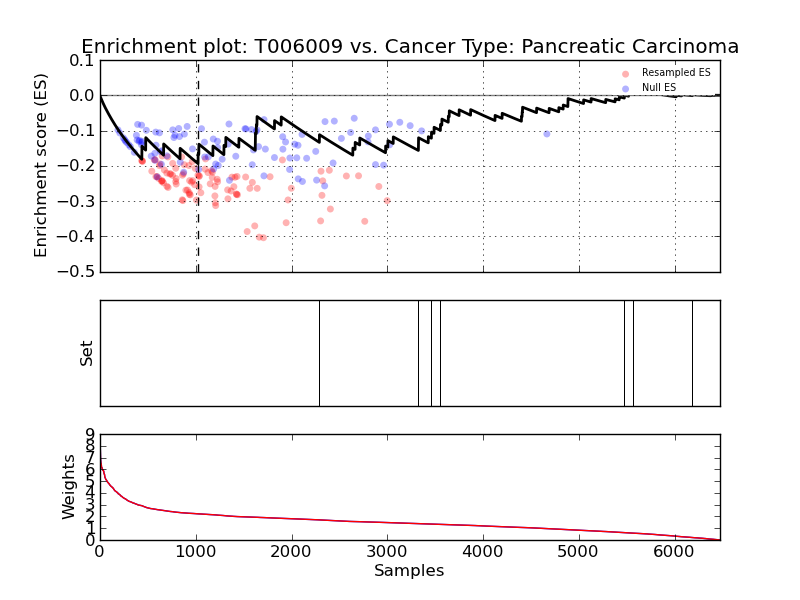 Enrichment plot: T006009 vs. Cancer Type: Pancreatic Carcinoma
Enrichment score (ES)
0.1
0.0
−0.1
−0.2
−0.3
−0.4
−0.5
Resampled ES
Null ES
Set
Weights
9
8
7
6
5
4
3
2
1
0
0 1000 2000 3000 4000 5000 6000
Samples